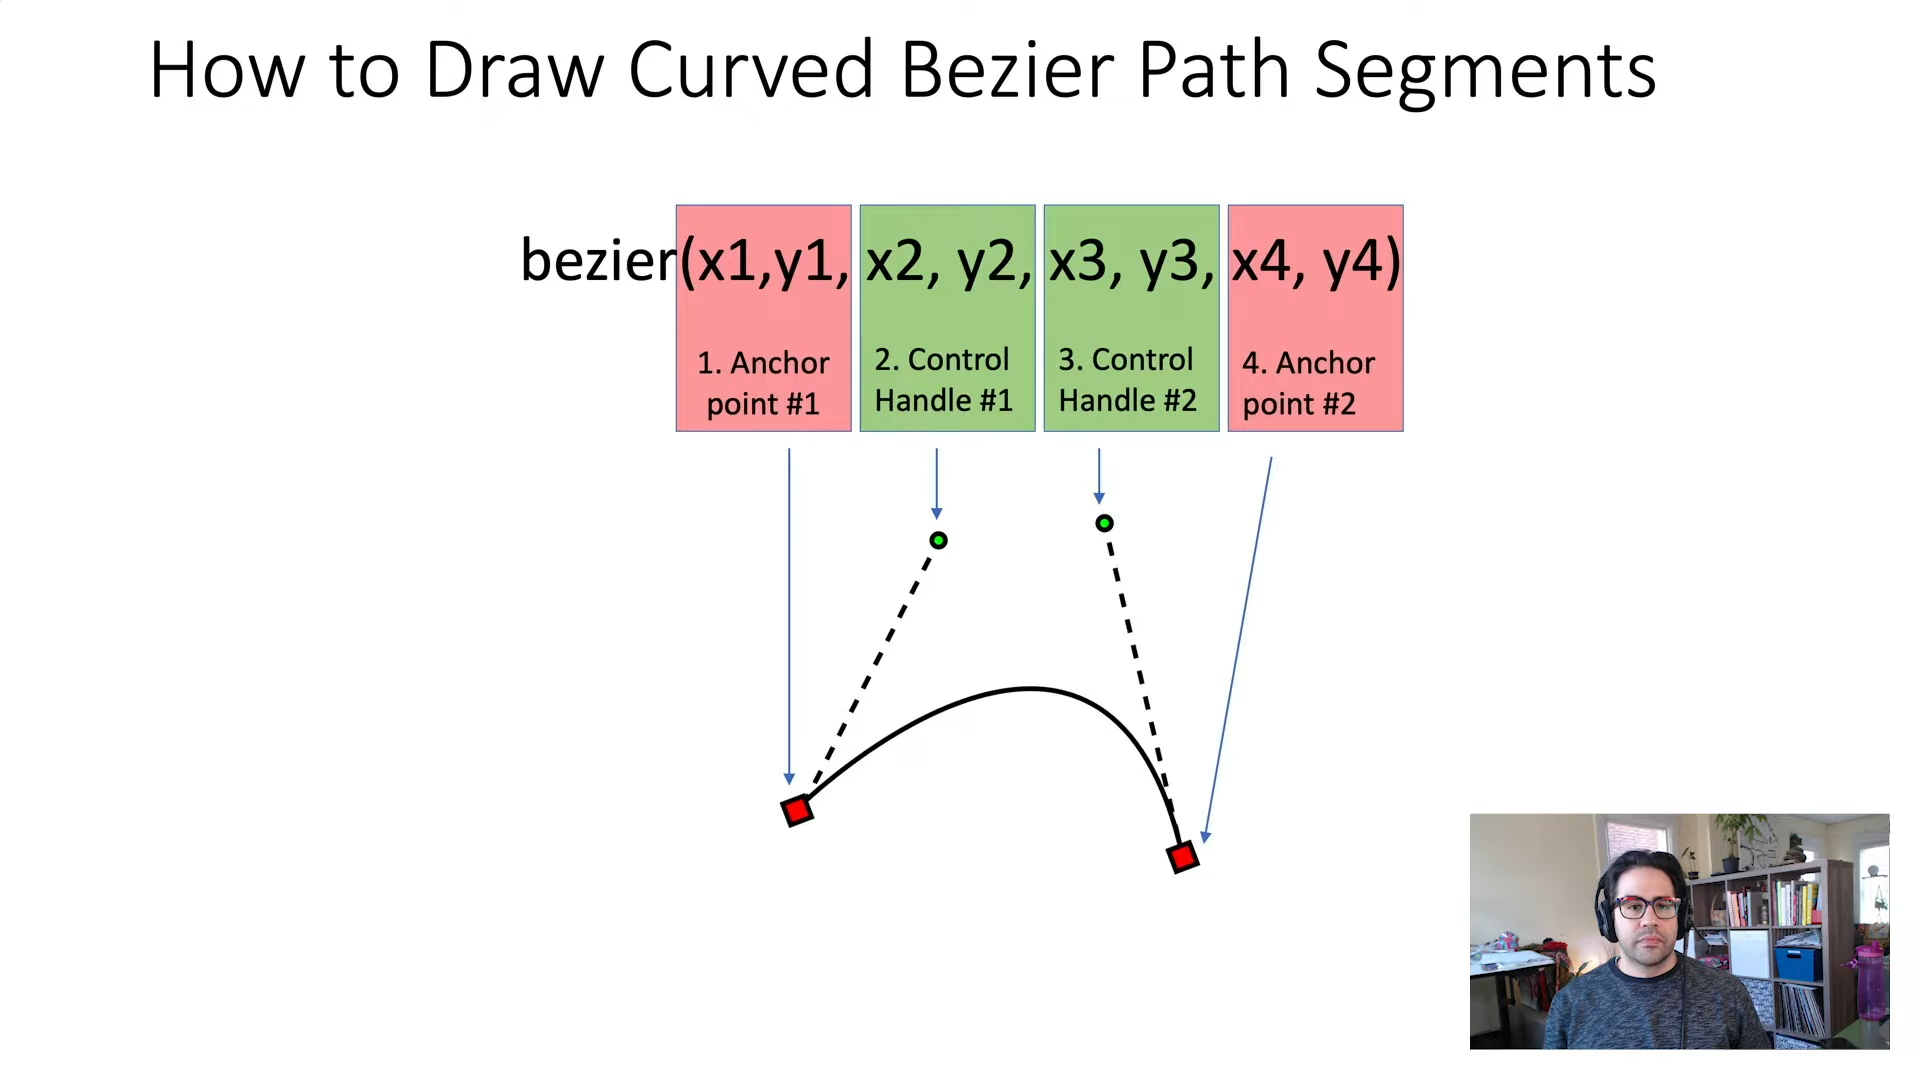 How to Draw Curved Bezier Path Segments
bezier(x1,y1, x2, y2, x3, y3, x4, y4)
1. Anchor
point #1
2. Control
Handle #1
3. Control
Handle #2
4. Anchor
point #2